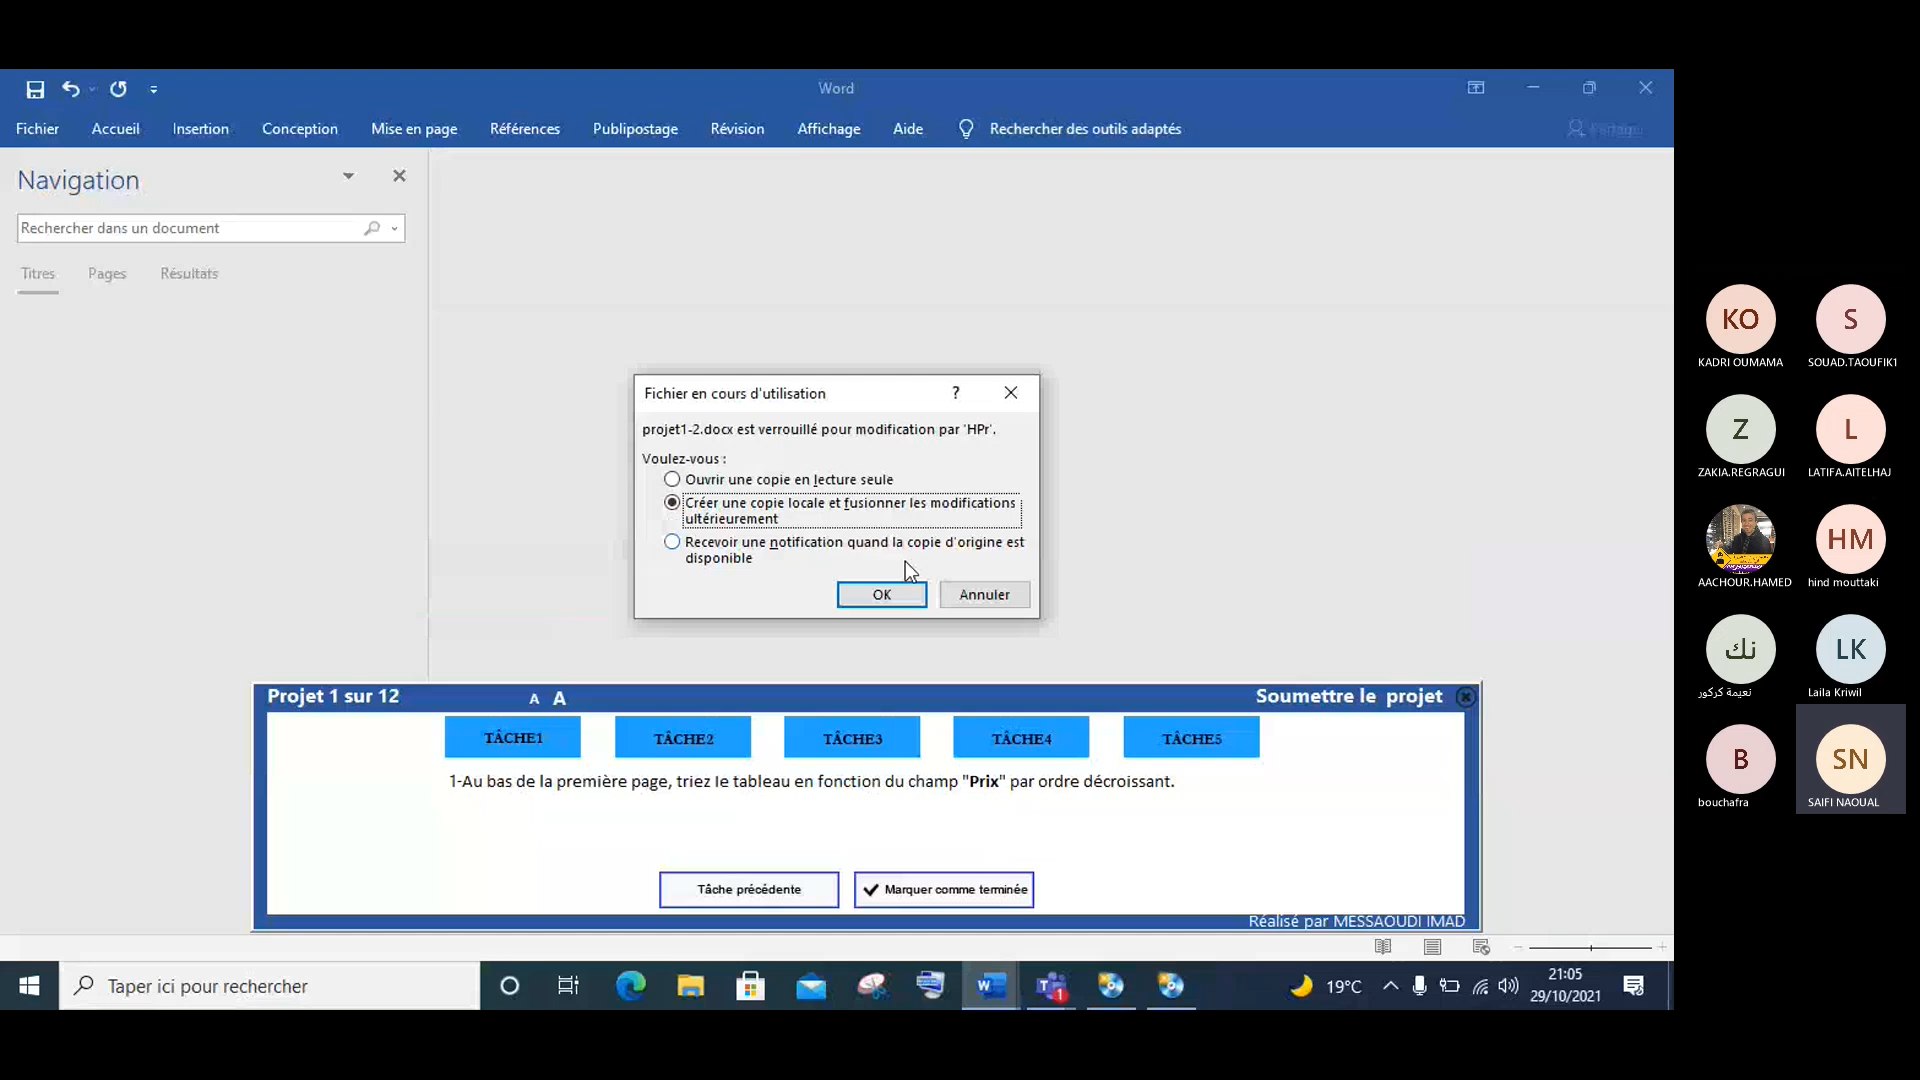 Word
Fichier
Accueil
Insertion
Conception
Mise en page
Références
Publipostage
Révision
Affichage
Aide
Rechercher des outils adaptés
Navigation
Rechercher dans un document
Titres
Pages
Résultats
Fichier en cours d'utilisation
?
projet1-2.docx est verrouillé pour modification par 'HPr'.
Voulez-vous :
Ouvrir une copie en lecture seule
Créer une copie locale et fusionner les modifications
ultérieurement
Recevoir une notification quand la copie d'origine est
disponible
OK
Annuler
Projet 1 sur 12
A A
Soumettre le projet
TÂCHE1
TÂCHE2
TÂCHE3
TÂCHE4
TÂCHE5
1-Au bas de la première page, triez le tableau en fonction du champ "Prix" par ordre décroissant.
Tâche précédente
Marquer comme terminée
Réalisé par MESSAOUDI IMAD
Taper ici pour rechercher
1
19°C
21:05
29/10/2021
KO
KADRI OUMAMA
S
SOUAD.TAOUFIK1
Z
ZAKIA.REGRAGUI
L
LATIFA.AITELHAJ
AACHOUR.HAMED
HM
hind mouttaki
نك
نعيمة كركور
LK
Laila Kriwil
B
bouchafra
SN
SAIFI NAOUAL